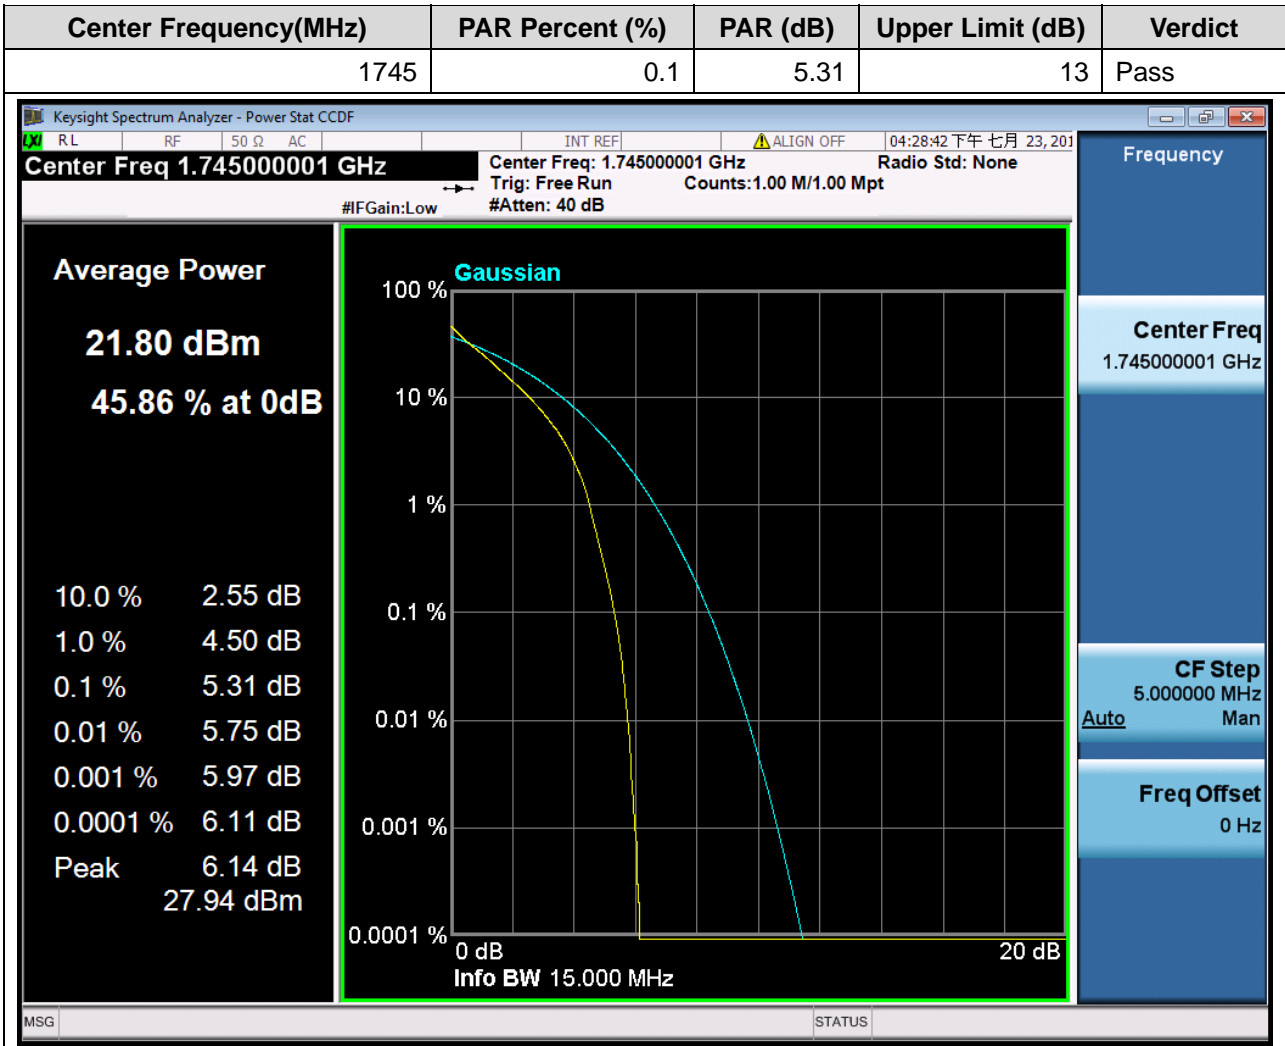 Center Frequency(MHz) PAR Percent (%) PAR (dB) Upper Limit (dB) Verdict
1745 0.1 5.31 13 Pass
Keysight Spectrum Analyzer - Power Stat CCDF
LXI RL RF 50 Ω AC INT REF ALIGN OFF 04:28:42 下午 七月 23, 201
Center Freq 1.745000001 GHz
#IFGain:Low
Center Freq: 1.745000001 GHz Radio Std: None
Trig: Free Run Counts:1.00 M/1.00 Mpt
#Atten: 40 dB
Average Power
21.80 dBm
45.86 % at 0dB
10.0 % 2.55 dB
1.0 % 4.50 dB
0.1 % 5.31 dB
0.01 % 5.75 dB
0.001 % 5.97 dB
0.0001 % 6.11 dB
Peak 6.14 dB
27.94 dBm
Gaussian
100 %
10 %
1 %
0.1 %
0.01 %
0.001 %
0.0001 %
0 dB 20 dB
Info BW 15.000 MHz
Frequency
Center Freq
1.745000001 GHz
CF Step
5.000000 MHz
Auto Man
Freq Offset
0 Hz
MSG STATUS